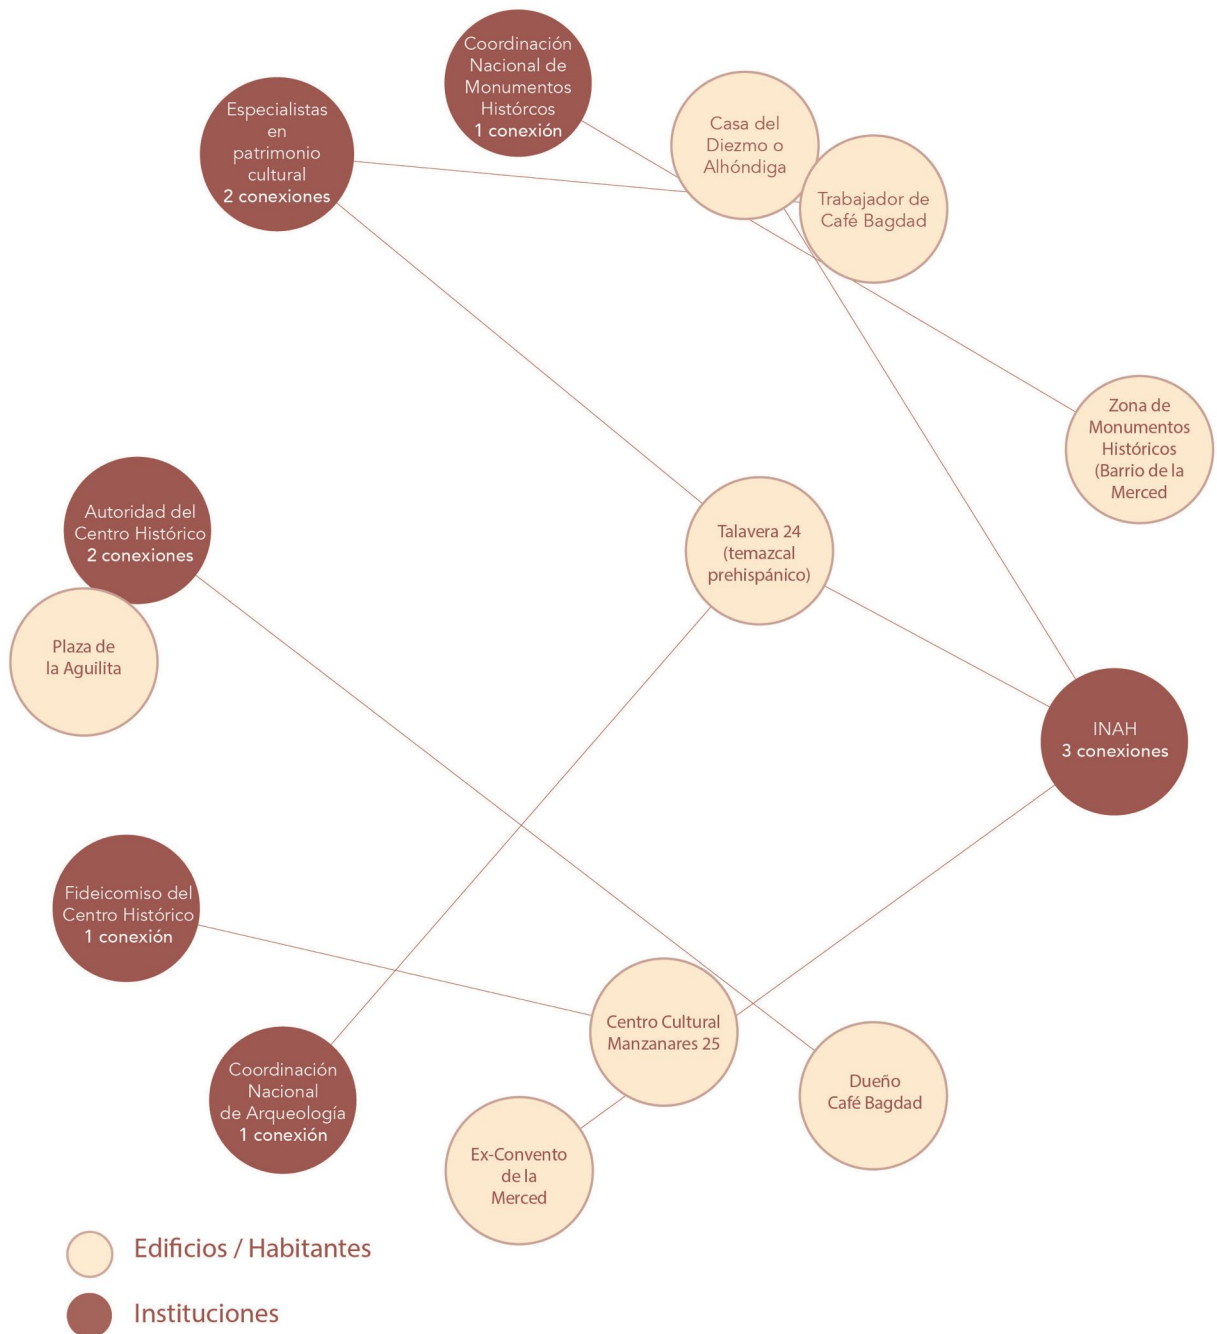 Coordinación
Nacional de
Monumentos
Históрcos
1 conexión
Especialistas
en
patrimonio
cultural
2 conexiones
Casa del
Diezmo o
Alhóndiga
Trabajador de
Café Bagdad
Zona de
Monumentos
Históricos
(Barrio de la
Merced
Autoridad del
Centro Histórico
2 conexiones
Talavera 24
(temazcal
prehispánico)
Plaza de
la Aguilita
INAH
3 conexiones
Fideicomiso del
Centro Histórico
1 conexión
Centro Cultural
Manzanares 25
Coordinación
Nacional
de Arqueología
1 conexión
Dueño
Café Bagdad
Ex-Convento
de la
Merced
Edificios / Habitantes
Instituciones